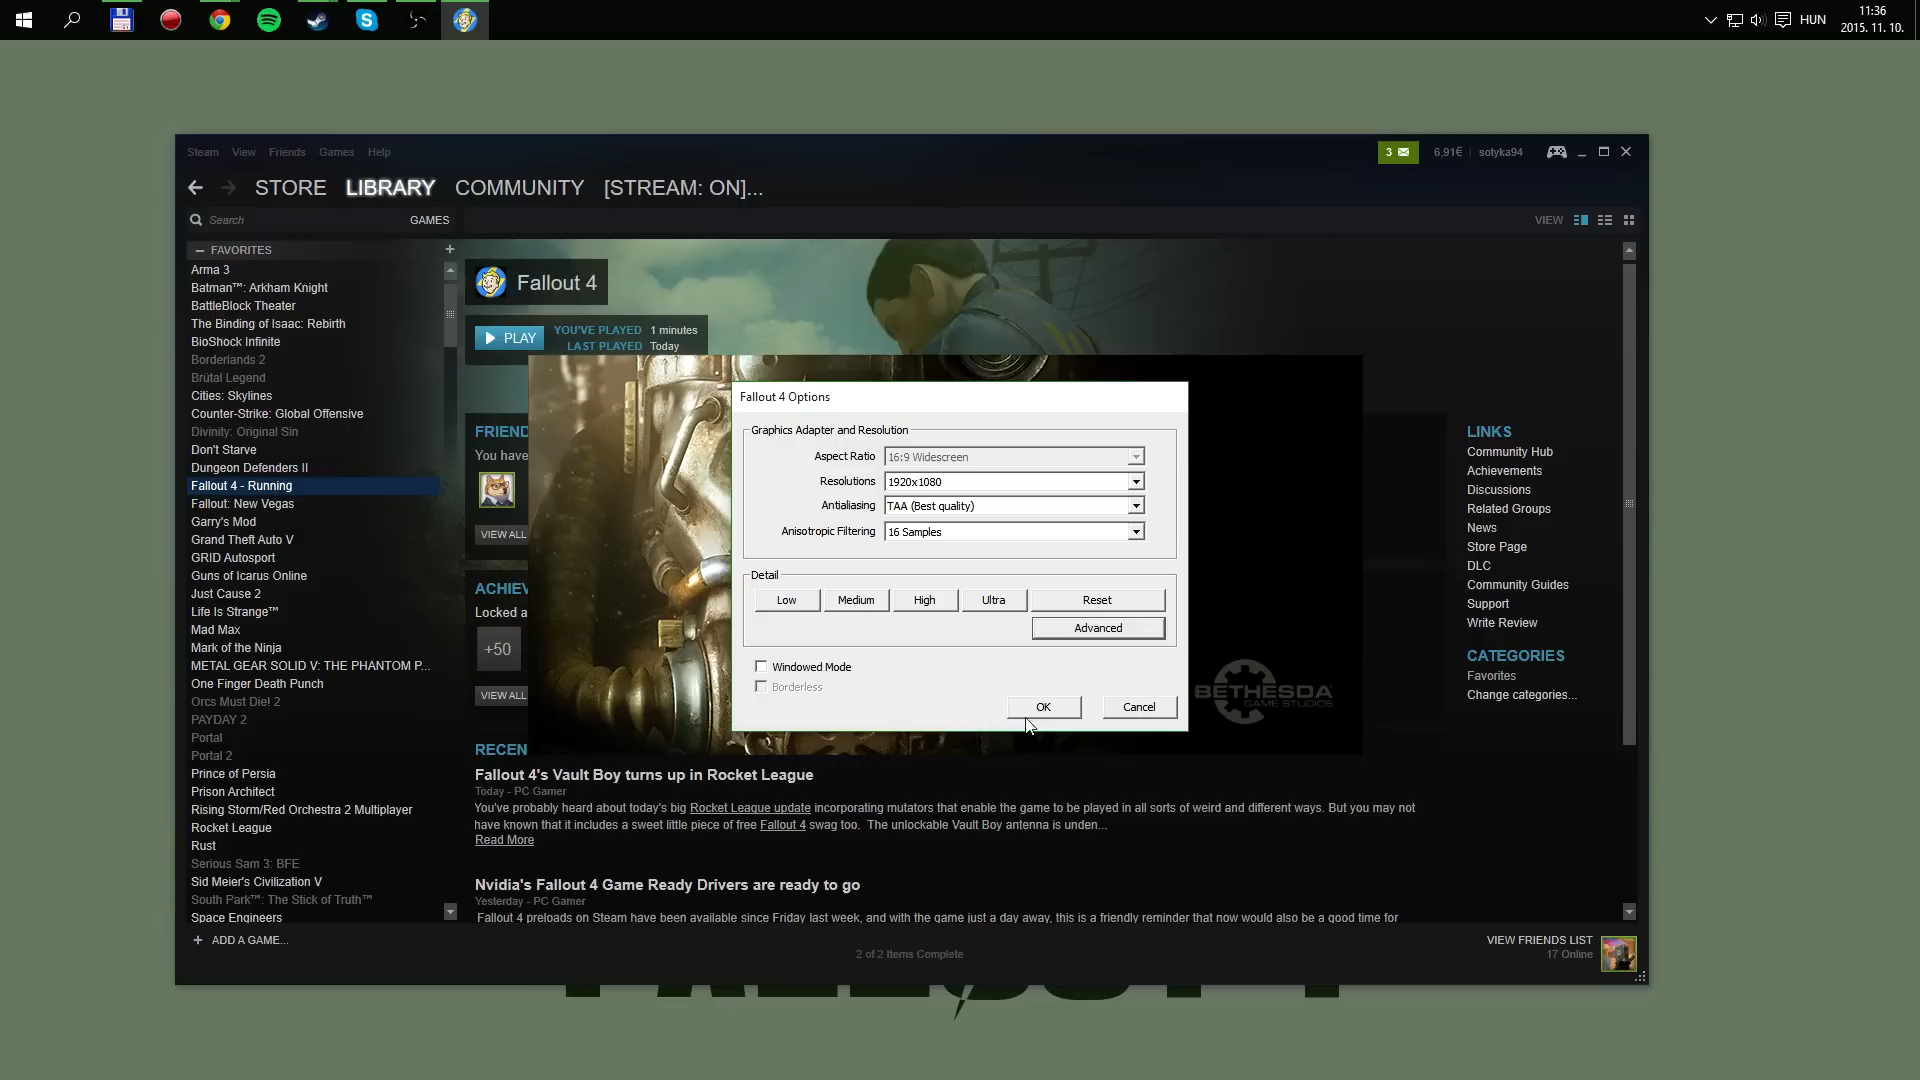 HUN
11:36
2015. 11. 10.
Steam View Friends Games Help
3
6,91€ | sotyka94
STORE LIBRARY COMMUNITY [STREAM: ON]...
Search
GAMES
VIEW
— FAVORITES +
Arma 3
Batman™: Arkham Knight
BattleBlock Theater
The Binding of Isaac: Rebirth
BioShock Infinite
Borderlands 2
Brütal Legend
Cities: Skylines
Counter-Strike: Global Offensive
Divinity: Original Sin
Don't Starve
Dungeon Defenders II
Fallout 4 - Running
Fallout: New Vegas
Garry's Mod
Grand Theft Auto V
GRID Autosport
Guns of Icarus Online
Just Cause 2
Life Is Strange™
Mad Max
Mark of the Ninja
METAL GEAR SOLID V: THE PHANTOM P...
One Finger Death Punch
Orcs Must Die! 2
PAYDAY 2
Portal
Portal 2
Prince of Persia
Prison Architect
Rising Storm/Red Orchestra 2 Multiplayer
Rocket League
Rust
Serious Sam 3: BFE
Sid Meier's Civilization V
South Park™: The Stick of Truth™
Space Engineers
+ ADD A GAME...
Fallout 4
PLAY
YOU'VE PLAYED 1 minutes
LAST PLAYED Today
FRIEND
You have
VIEW ALL
ACHIEV
Locked a
+50
VIEW ALL
RECEN
Fallout 4 Options
Graphics Adapter and Resolution
Aspect Ratio 16:9 Widescreen
Resolutions 1920x1080
Antialiasing TAA (Best quality)
Anisotropic Filtering 16 Samples
Detail
Low Medium High Ultra Reset
Advanced
Windowed Mode
Borderless
OK Cancel
BETHESDA
GAME STUDIOS
Fallout 4's Vault Boy turns up in Rocket League
Today - PC Gamer
You've probably heard about today's big Rocket League update incorporating mutators that enable the game to be played in all sorts of weird and different ways. But you may not
have known that it includes a sweet little piece of free Fallout 4 swag too. The unlockable Vault Boy antenna is unden...
Read More
Nvidia's Fallout 4 Game Ready Drivers are ready to go
Yesterday - PC Gamer
Fallout 4 preloads on Steam have been available since Friday last week, and with the game just a day away, this is a friendly reminder that now would also be a good time for
LINKS
Community Hub
Achievements
Discussions
Related Groups
News
Store Page
DLC
Community Guides
Support
Write Review
CATEGORIES
Favorites
Change categories...
2 of 2 Items Complete
VIEW FRIENDS LIST
17 Online